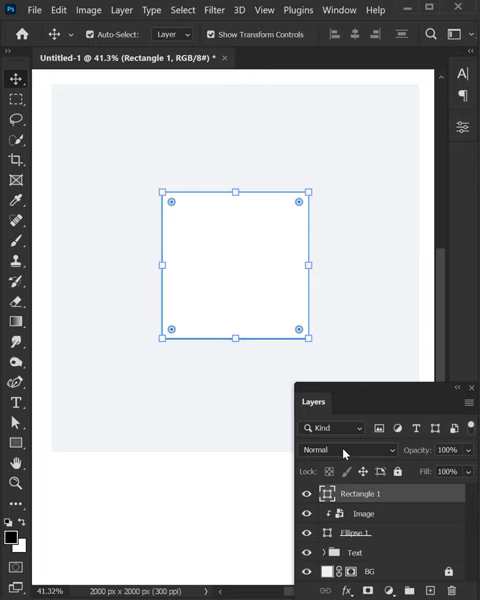 Ps File Edit Image Layer Type Select Filter 3D View Plugins Window Help
Auto-Select: Layer Show Transform Controls
Untitled-1 @ 41.3% (Rectangle 1, RGB/8#) *
Layers
Kind
Normal Opacity: 100%
Lock: Fill: 100%
Rectangle 1
Image
Ellipse 1
Text
BG
41.32% 2000 px x 2000 px (300 ppi)
fx